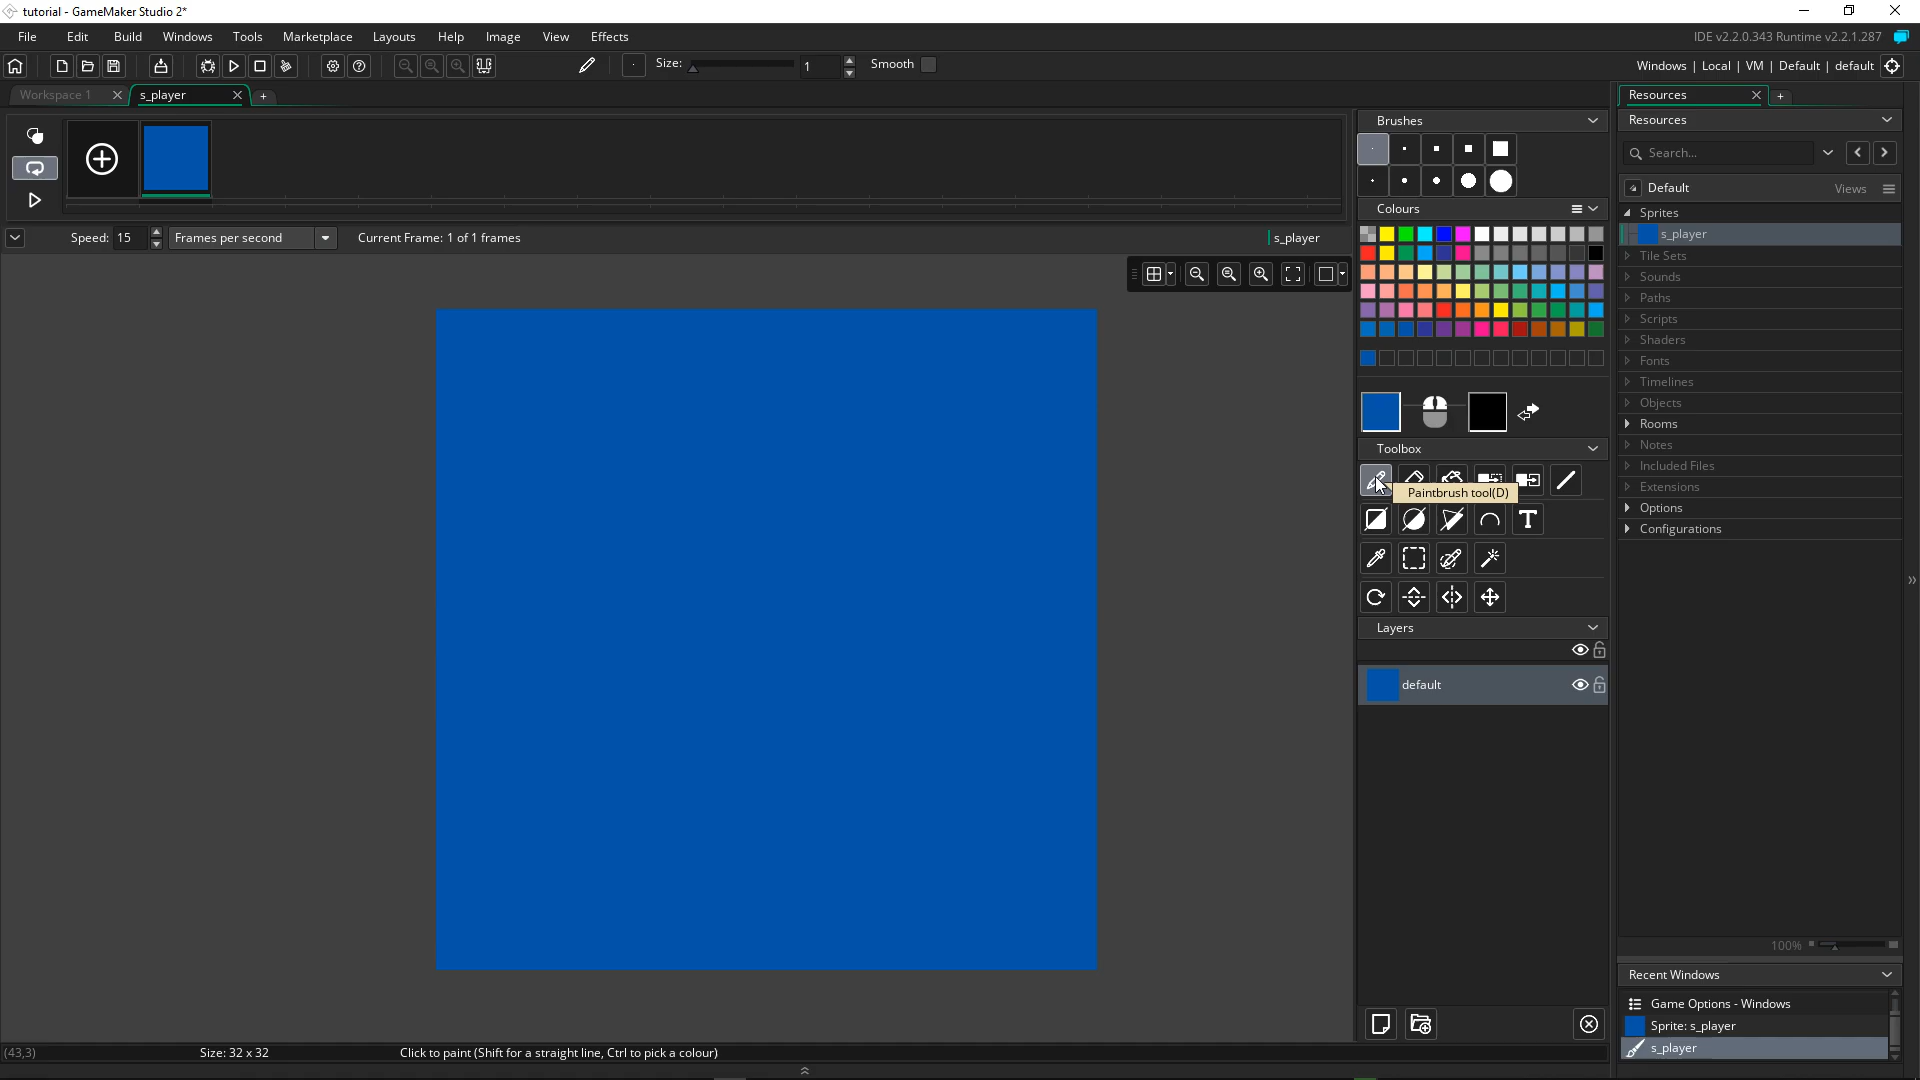 tutorial - GameMaker Studio 2*
File Edit Build Windows Tools Marketplace Layouts Help Image View Effects
IDE v2.2.0.343 Runtime v2.2.1.287
Size: 1 Smooth
Windows | Local | VM | Default | default
Workspace 1
s_player
Resources
Brushes
Resources
Search...
Default
Views
Colours
Sprites
s_player
Speed: 15 Frames per second Current Frame: 1 of 1 frames
s_player
Tile Sets
Sounds
Paths
Scripts
Shaders
Fonts
Timelines
Objects
Rooms
Notes
Included Files
Extensions
Options
Configurations
Toolbox
Paintbrush tool(D)
T
Layers
default
100%
Recent Windows
Game Options - Windows
Sprite: s_player
s_player
(43,3)
Size: 32 x 32
Click to paint (Shift for a straight line, Ctrl to pick a colour)